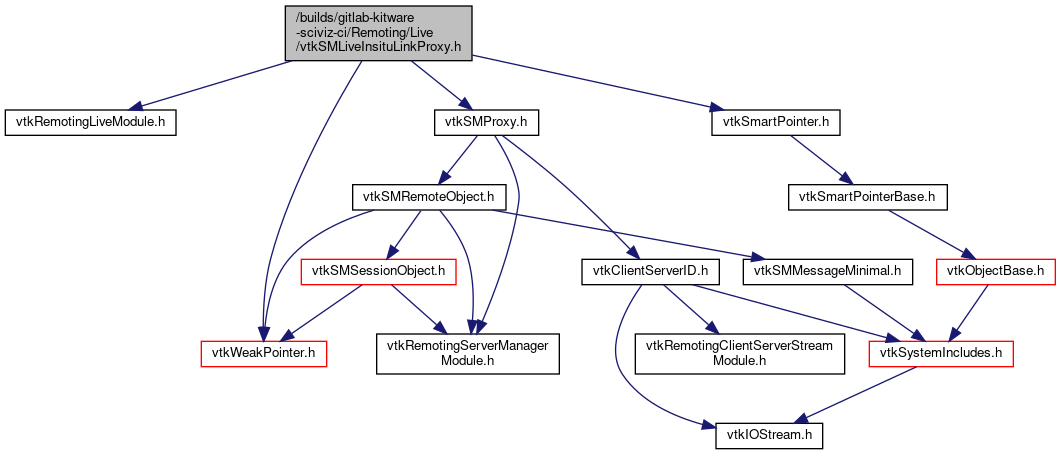 /builds/gitlab-kitware
-sciviz-ci/Remoting/Live
/vtkSMLiveInsituLinkProxy.h
vtkRemotingLiveModule.h
vtkSMProxy.h
vtkSmartPointer.h
vtkSMRemoteObject.h
vtkSmartPointerBase.h
vtkSMSessionObject.h
vtkClientServerID.h
vtkSMMessageMinimal.h
vtkObjectBase.h
vtkWeakPointer.h
vtkRemotingServerManager
Module.h
vtkRemotingClientServerStream
Module.h
vtkSystemIncludes.h
vtkIOStream.h